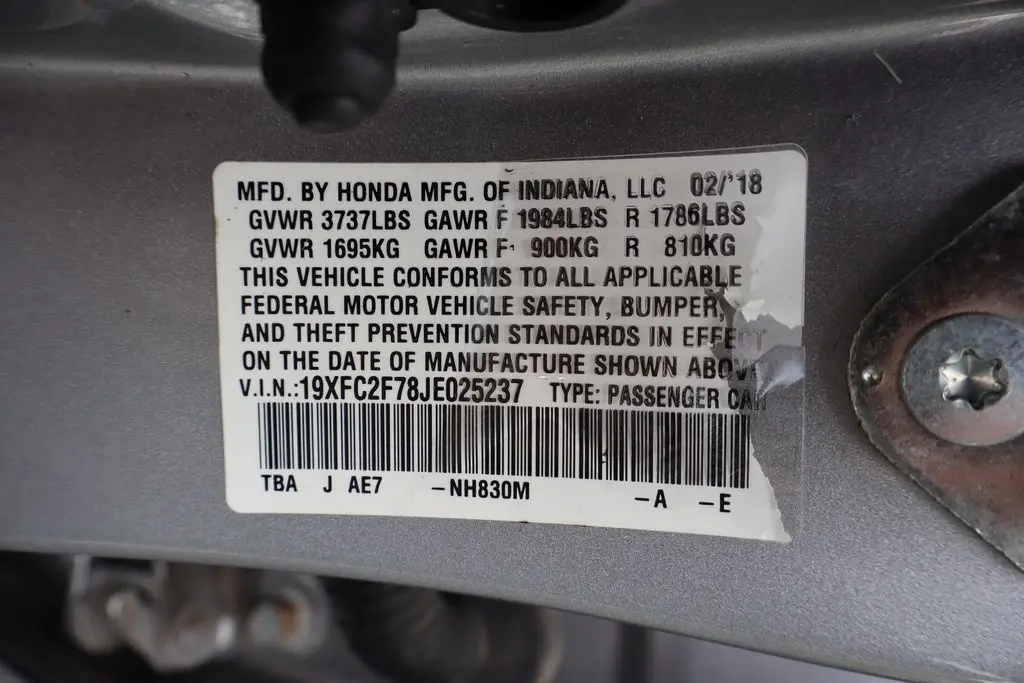 MFD. BY HONDA MFG. OF INDIANA, LLC 02/'18
GVWR 3737LBS GAWR F 1984LBS R 1786LBS
GVWR 1695KG GAWR F 900KG R 810KG
THIS VEHICLE CONFORMS TO ALL APPLICABLE
FEDERAL MOTOR VEHICLE SAFETY, BUMPER,
AND THEFT PREVENTION STANDARDS IN EFFECT
ON THE DATE OF MANUFACTURE SHOWN ABOVE
V.I.N.:19XFC2F78JE025237 TYPE: PASSENGER CAR
TBA J AE7 -NH830M -A -E